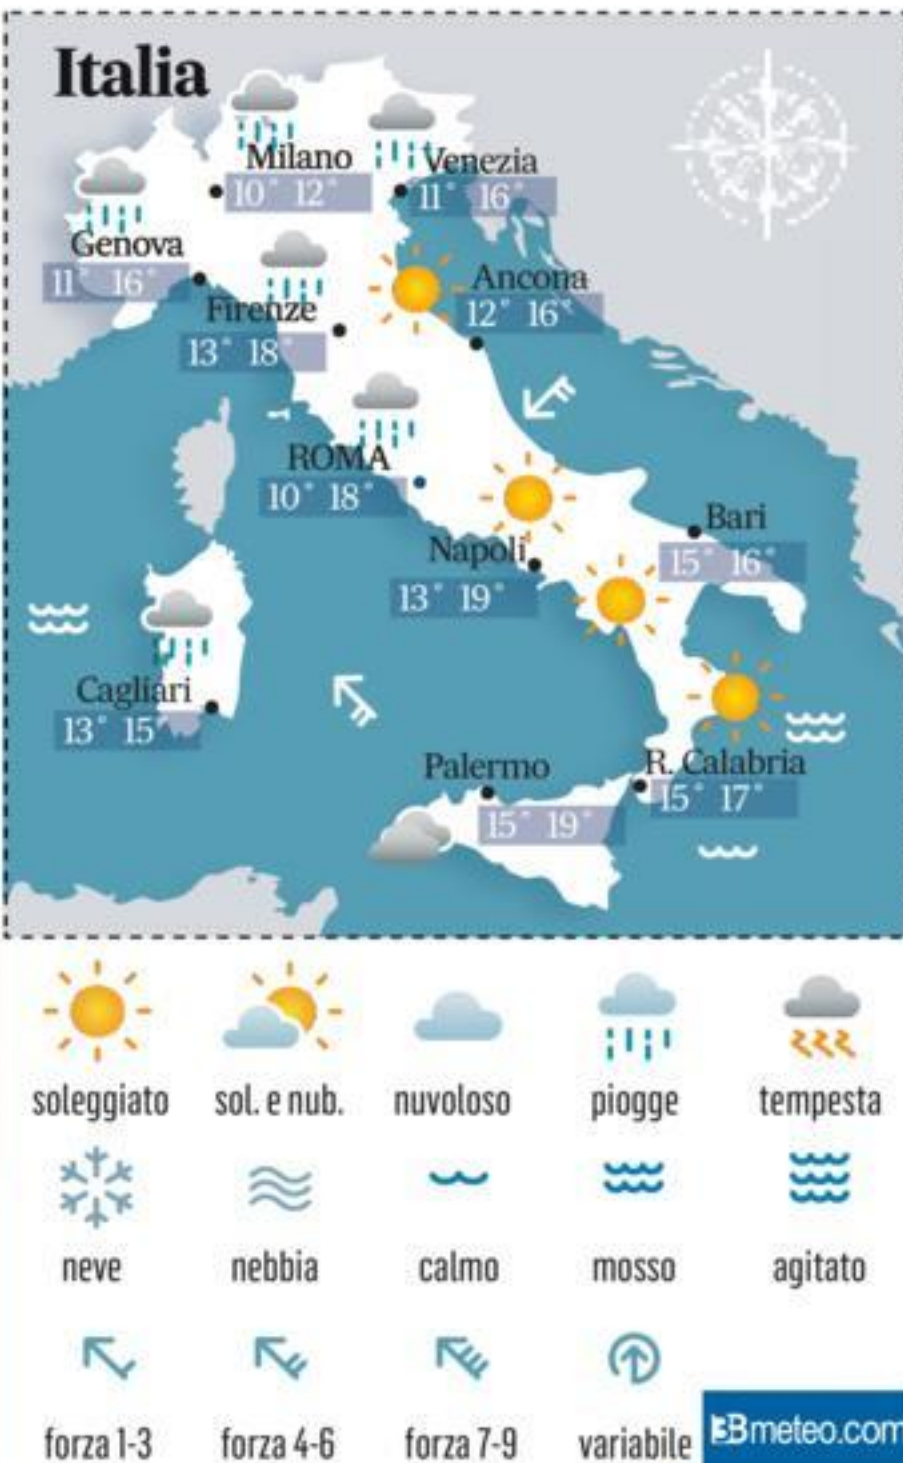 Italia
Milano
10° 12°
Venezia
11° 16°
Genova
11° 16°
Firenze
13° 18°
Ancona
12° 16°
ROMA
10° 18°
Napoli
13° 19°
Bari
15° 16°
Cagliari
13° 15°
Palermo
15° 19°
R. Calabria
15° 17°
soleggiato sol. e nub. nuvoloso piogge tempesta
neve nebbia calmo mosso agitato
forza 1-3 forza 4-6 forza 7-9 variabile
3Bmeteo.com